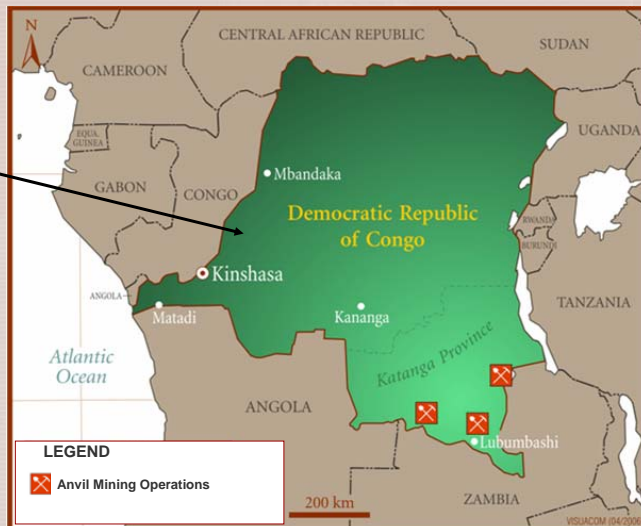 N
CENTRAL AFRICAN REPUBLIC
SUDAN
CAMEROON
EQUA.
GUINEA
UGANDA
GABON
CONGO
Mbandaka
Democratic Republic
of Congo
RWANDA
BURUNDI
Kinshasa
ANGOLA
Matadi
Kananga
TANZANIA
Atlantic
Ocean
Katanga Province
ANGOLA
Lubumbashi
LEGEND
Anvil Mining Operations
200 km
ZAMBIA